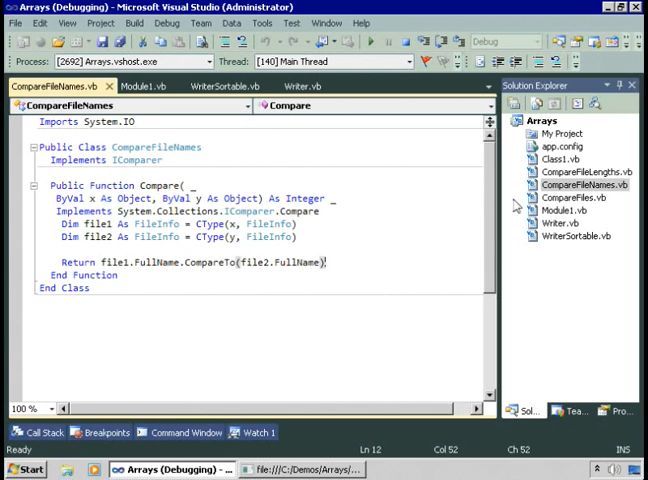 Arrays (Debugging) - Microsoft Visual Studio (Administrator)
File Edit View Project Build Debug Team Data Tools Test Window Help
Debug
Process: [2692] Arrays.vshost.exe Thread: [140] Main Thread
CompareFileNames.vb Module1.vb WriterSortable.vb Writer.vb
CompareFileNames Compare
Imports System.IO
Public Class CompareFileNames
Implements IComparer
Public Function Compare( _
ByVal x As Object, ByVal y As Object) As Integer _
Implements System.Collections.IComparer.Compare
Dim file1 As FileInfo = CType(x, FileInfo)
Dim file2 As FileInfo = CType(y, FileInfo)
Return file1.FullName.CompareTo(file2.FullName)
End Function
End Class
100 %
Solution Explorer
Arrays
My Project
app.config
Class1.vb
CompareFileLengths.vb
CompareFileNames.vb
CompareFiles.vb
Module1.vb
Writer.vb
WriterSortable.vb
Sol... Tea... Pro...
Call Stack Breakpoints Command Window Watch 1
Ready Ln 12 Col 52 Ch 52 INS
Start Arrays (Debugging) - ... file:///C:/Demos/Arrays/...